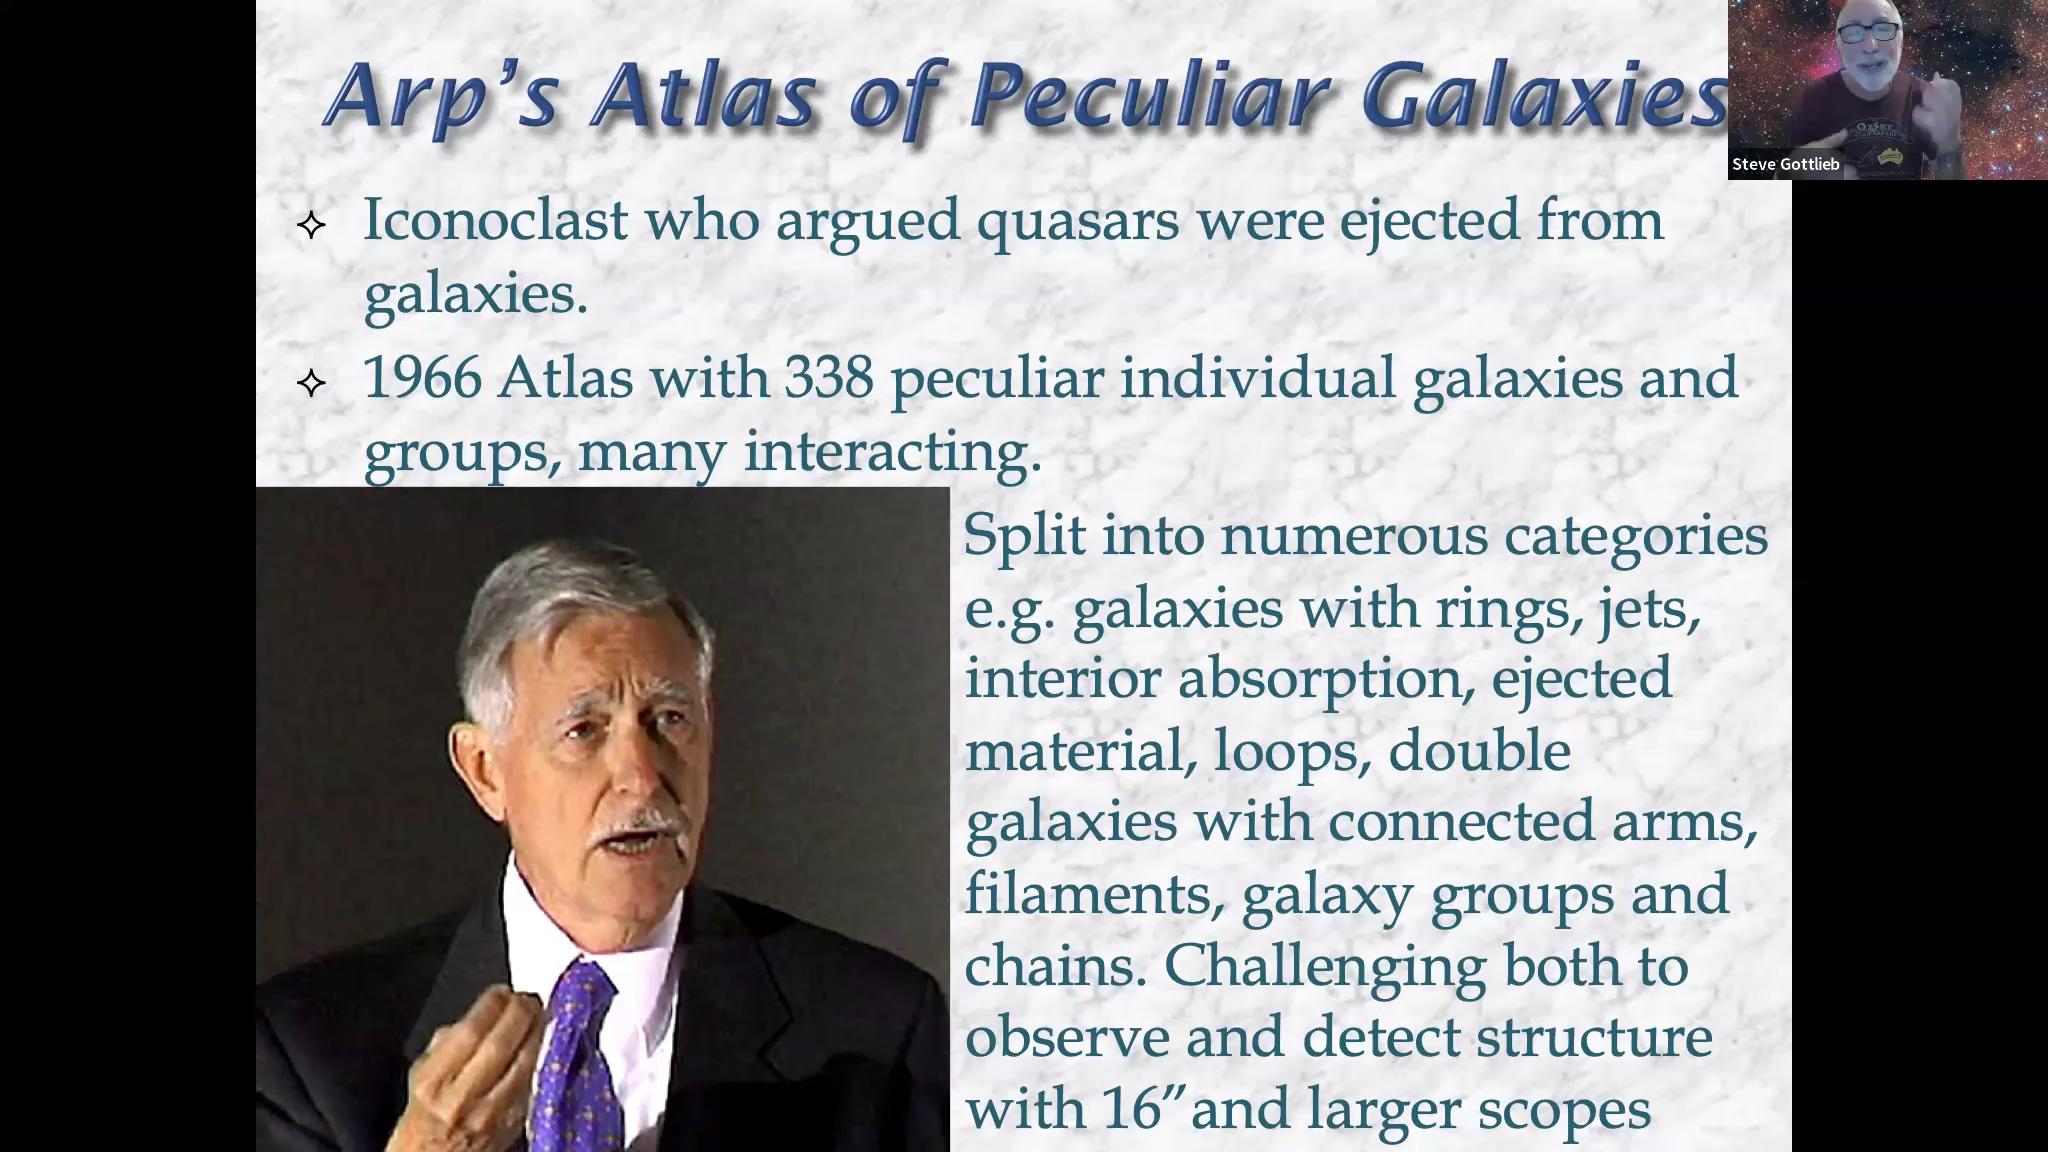 Arp’s Atlas of Peculiar Galaxies
Iconoclast who argued quasars were ejected from
galaxies.
1966 Atlas with 338 peculiar individual galaxies and
groups, many interacting.
Split into numerous categories
e.g. galaxies with rings, jets,
interior absorption, ejected
material, loops, double
galaxies with connected arms,
filaments, galaxy groups and
chains. Challenging both to
observe and detect structure
with 16” and larger scopes
OzSky
Steve Gottlieb